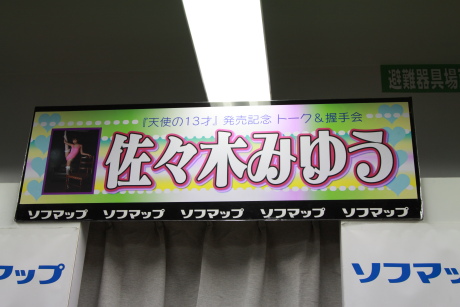 避難器具場
『天使の13才』発売記念 トーク&握手会
佐々木みゆう
ソフマップ ソフマップ ソフマップ ソフマップ ソフマップ
フマップ
ソフマップ